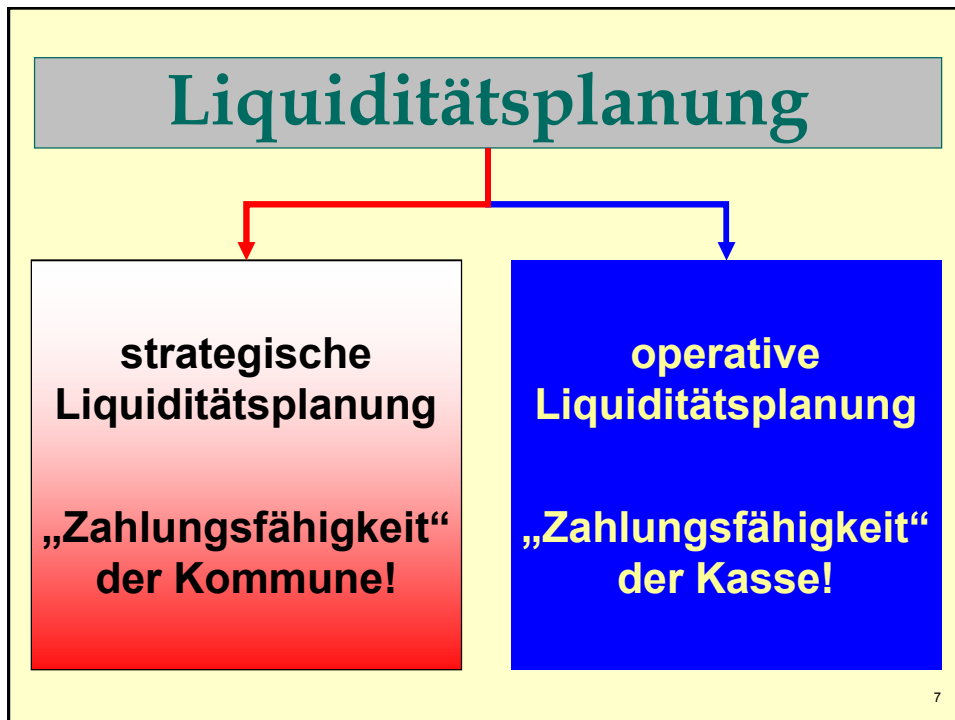 Liquiditätsplanung
strategische
Liquiditätsplanung
„Zahlungsfähigkeit“
der Kommune!
operative
Liquiditätsplanung
„Zahlungsfähigkeit“
der Kasse!
7